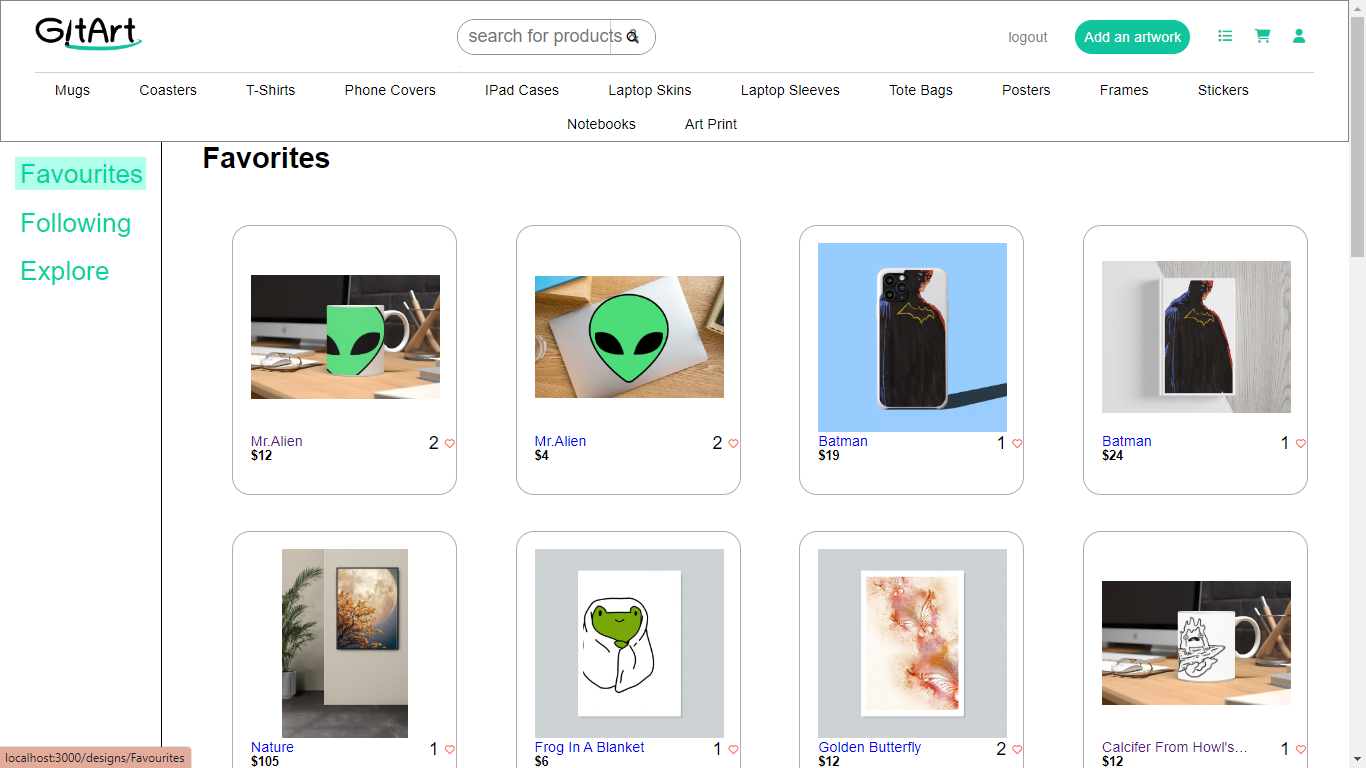 GitArt
search for products
logout
Add an artwork
Mugs Coasters T-Shirts Phone Covers IPad Cases Laptop Skins Laptop Sleeves Tote Bags Posters Frames Stickers
Notebooks Art Print
Favourites
Following
Explore
Favorites
Mr.Alien 2
$12
Mr.Alien 2
$4
Batman 1
$19
Batman 1
$24
Nature 1
$105
Frog In A Blanket 1
$6
Golden Butterfly 2
$12
Calcifer From Howl's... 1
$12
localhost:3000/designs/Favourites